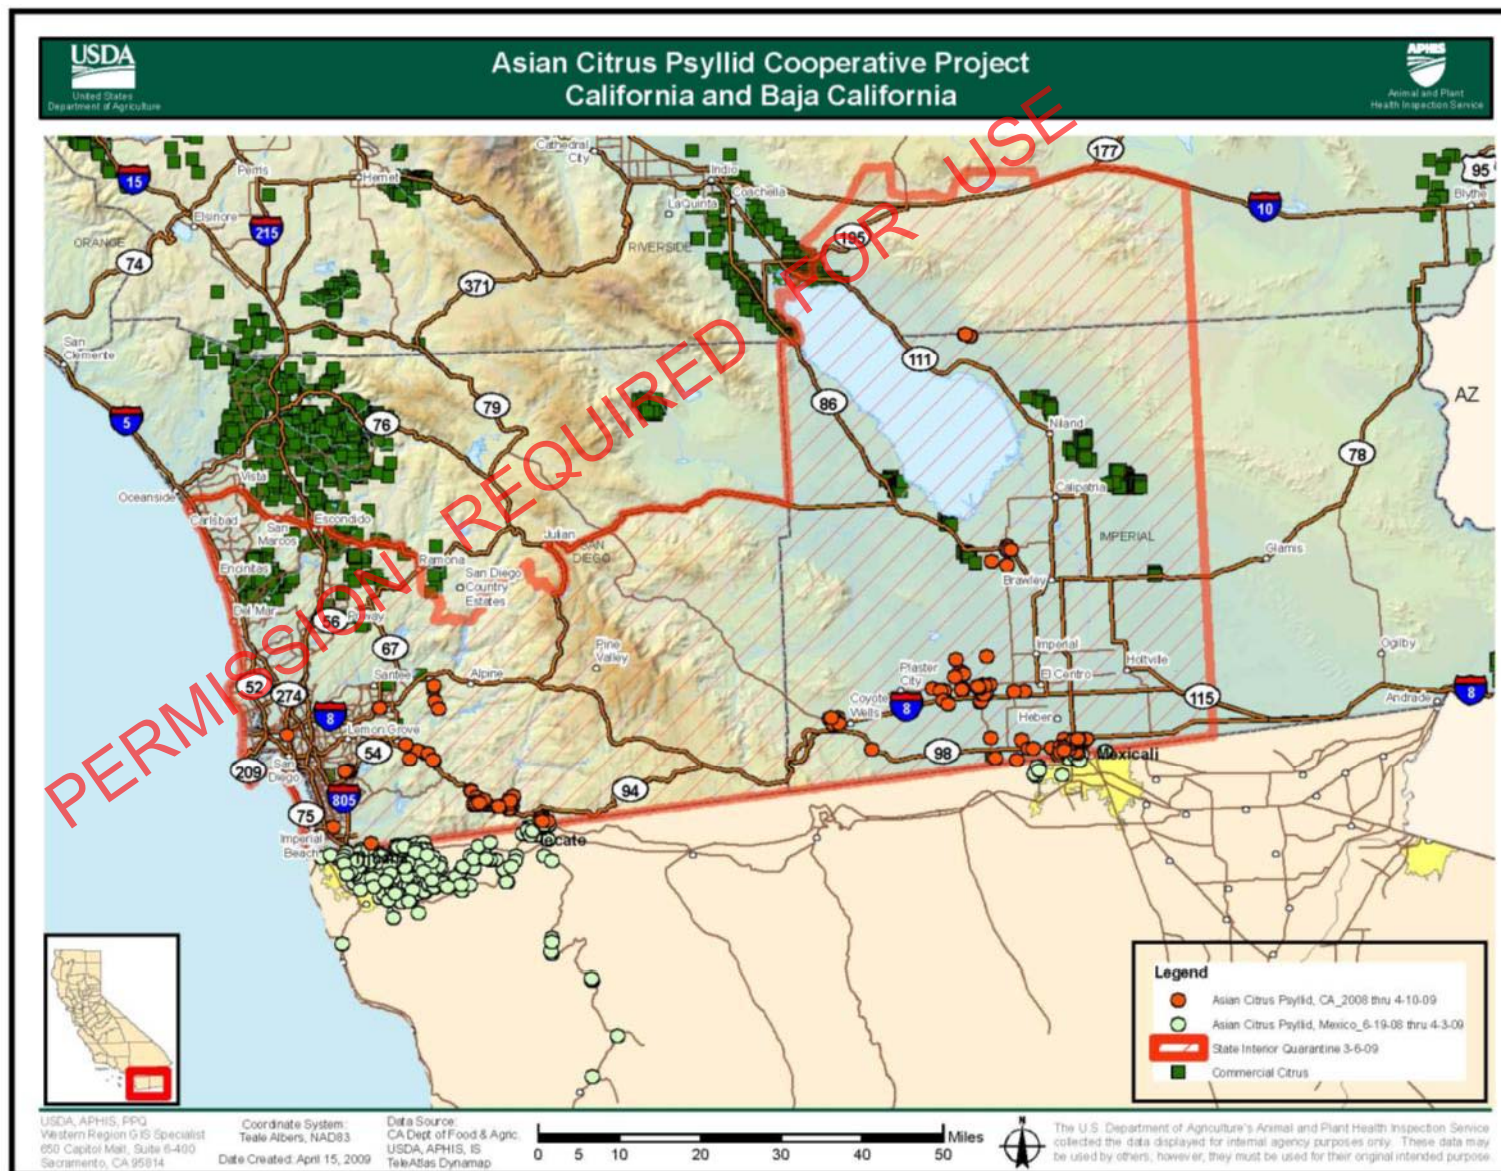 USDA
United States
Department of Agriculture
Asian Citrus Psyllid Cooperative Project
California and Baja California
APHIS
Animal and Plant
Health Inspection Service
PERMISSION REQUIRED FOR USE
Cathedral
City
177
95
15
Perris
Hemet
Indio
Coachella
LaQuinta
Blythe
10
Elsinore
215
ORANGE
RIVERSIDE
195
74
371
San
Clemente
111
86
79
AZ
5
76
Niland
78
Vista
Oceanside
Calipatria
Carlsbad
San
Marcos
Escondido
Julian
SAN
DIEGO
IMPERIAL
Glamis
Encinitas
Ramona
San Diego
Country
Estates
Brawley
Del Mar
56
Poway
67
Pine
Valley
Imperial
Ogilby
Santee
Alpine
Plaster
City
El Centro
Holtville
52
274
8
Coyote
Wells
8
115
Andrade
8
Lemon Grove
Heber
54
98
Mexicali
209
San
Diego
94
805
75
Imperial
Beach
Tijuana
Tecate
Legend
Asian Citrus Psyllid, CA_2008 thru 4-10-09
Asian Citrus Psyllid, Mexico_6-19-08 thru 4-3-09
State Interior Quarantine 3-6-09
Commercial Citrus
USDA, APHIS, PPQ
Western Region GIS Specialist
650 Capitol Mall, Suite 6-400
Sacramento, CA 95814
Coordinate System:
Teale Albers, NAD83
Date Created: April 15, 2009
Data Source:
CA Dept of Food & Agric.
USDA, APHIS, IS
TeleAtlas Dynamap
0 5 10 20 30 40 50
Miles
N
The U.S. Department of Agriculture's Animal and Plant Health Inspection Service
collected the data displayed for internal agency purposes only. These data may
be used by others; however, they must be used for their original intended purpose.